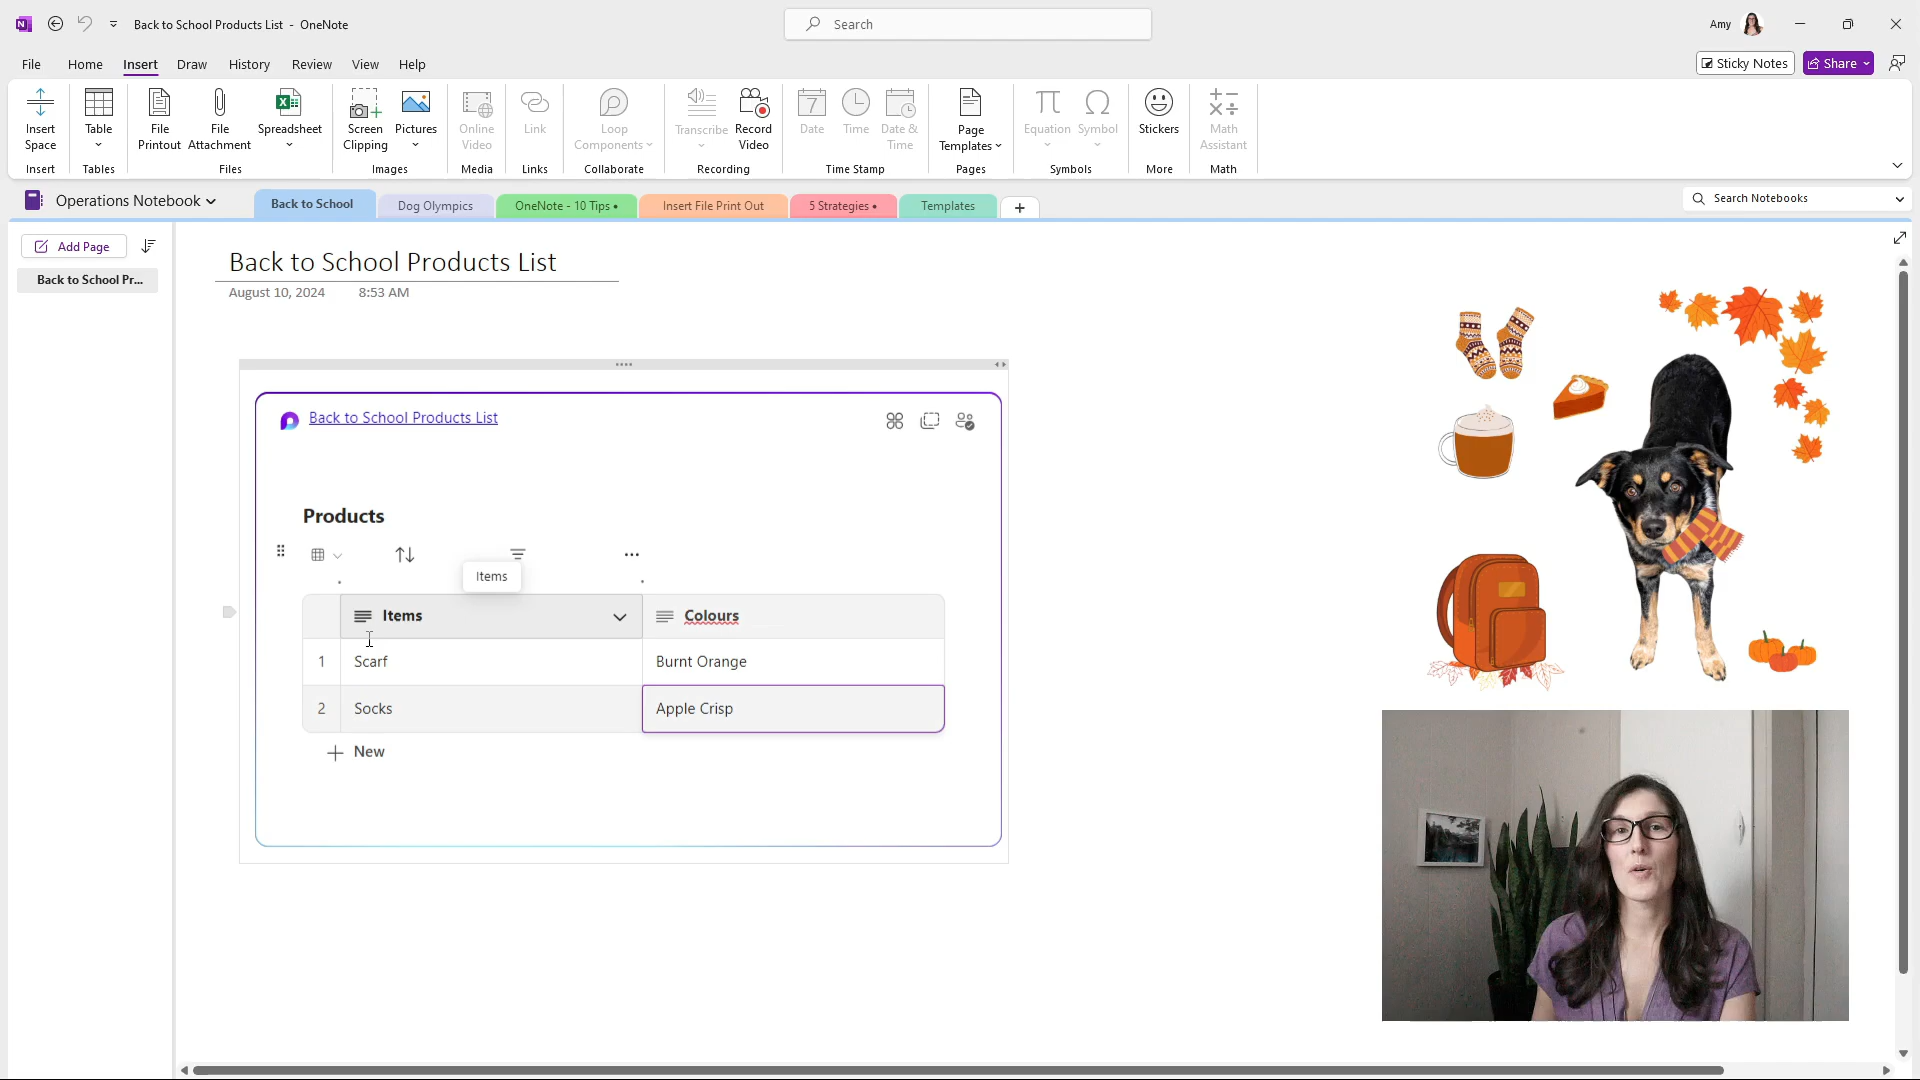 Back to School Products List - OneNote
Search
Amy
File Home Insert Draw History Review View Help
Sticky Notes
Share
Insert Space
Table
File Printout
File Attachment
Spreadsheet
Screen Clipping
Pictures
Online Video
Link
Loop Components
Transcribe
Record Video
7
Date
Time
Date & Time
Page Templates
Equation
Symbol
Stickers
Math Assistant
Insert Tables Files Images Media Links Collaborate Recording Time Stamp Pages Symbols More Math
Operations Notebook
Back to School
Dog Olympics
OneNote - 10 Tips •
Insert File Print Out
5 Strategies •
Templates
Search Notebooks
Add Page
Back to School Pr...
Back to School Products List
August 10, 2024 8:53 AM
Back to School Products List
Products
Items
Items Colours
1 Scarf Burnt Orange
2 Socks Apple Crisp
New